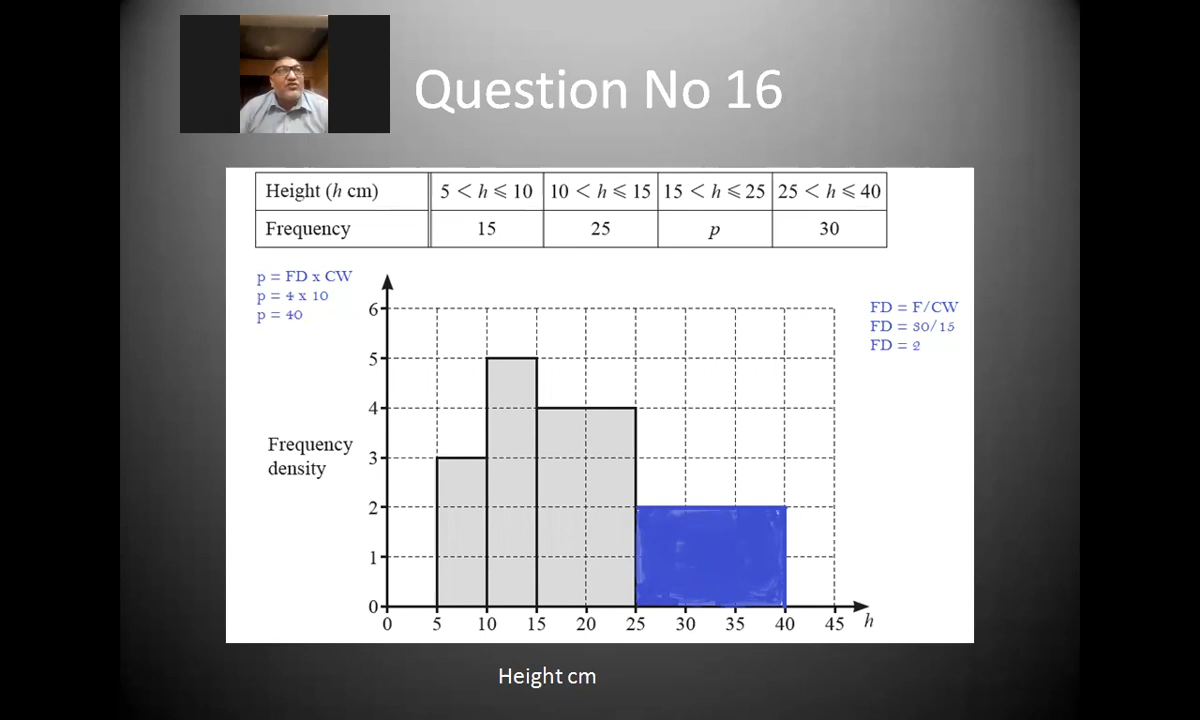 Question No 16
Height (h cm) 5 < h ⩽ 10 10 < h ⩽ 15 15 < h ⩽ 25 25 < h ⩽ 40
Frequency 15 25 p 30
p = FD x CW
p = 4 x 10
p = 40
FD = F/CW
FD = 30/15
FD = 2
6
5
4
3
2
1
0
Frequency
density
0 5 10 15 20 25 30 35 40 45 h
Height cm